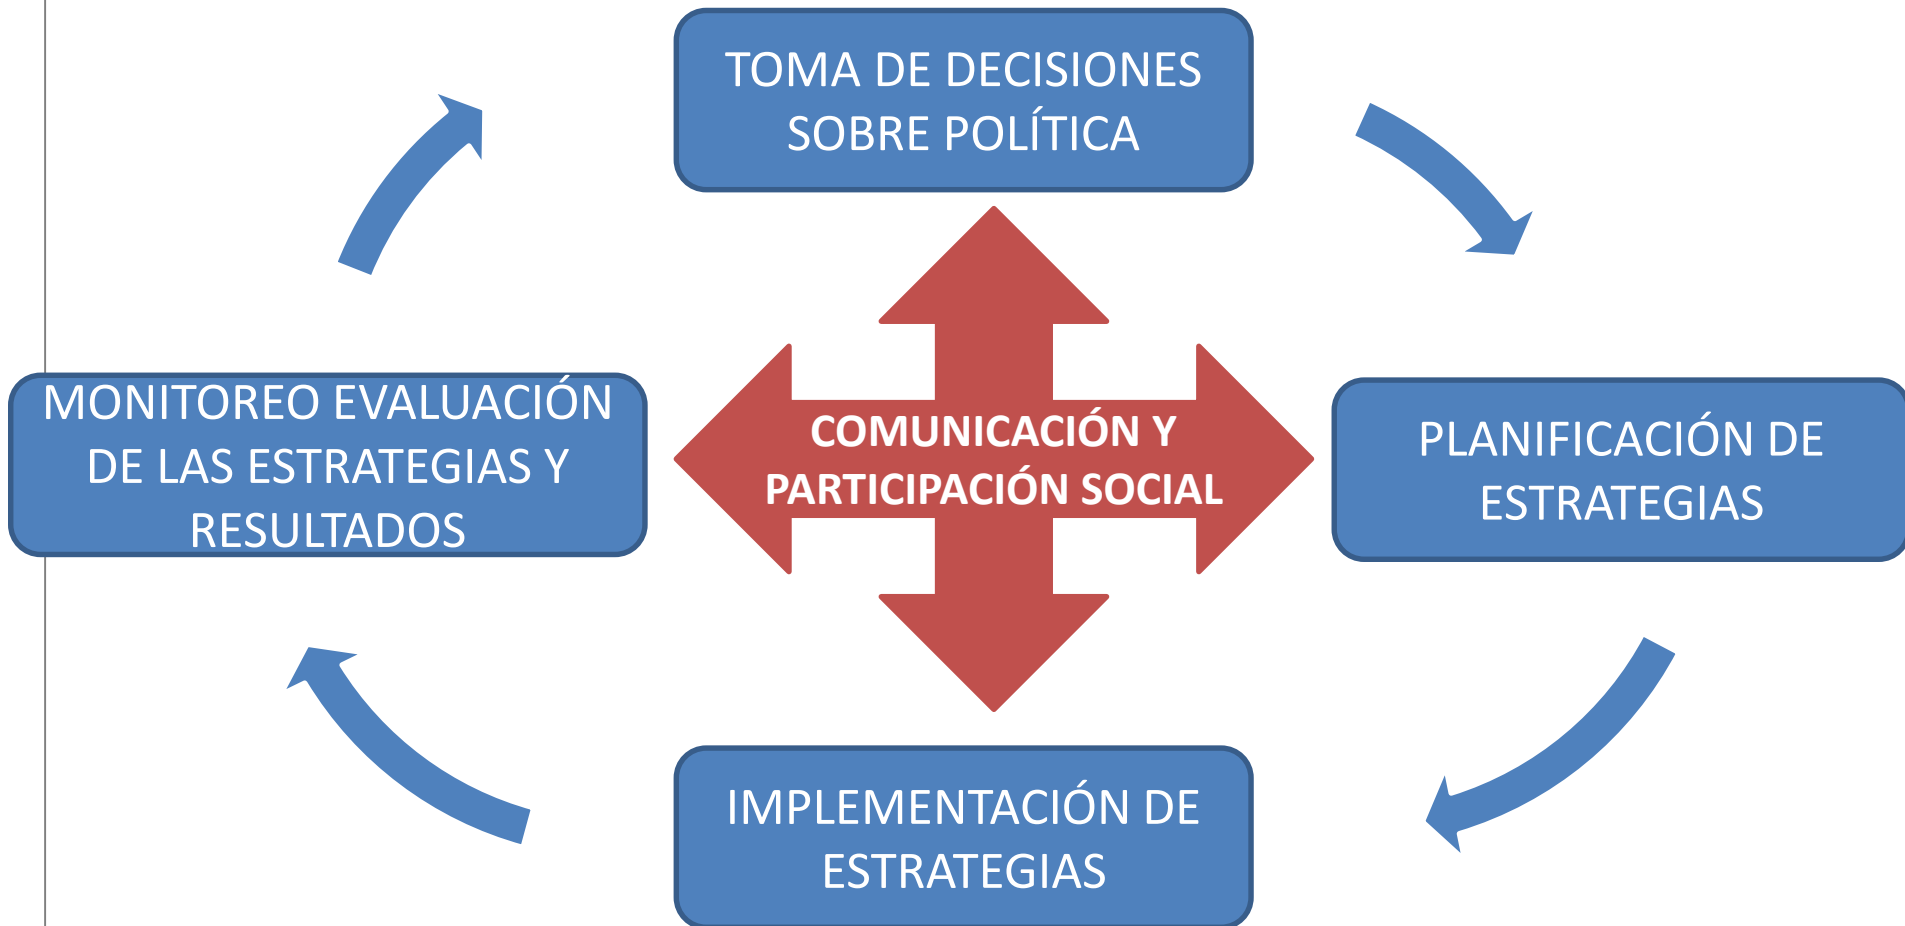 TOMA DE DECISIONES
SOBRE POLÍTICA
MONITOREO EVALUACIÓN
DE LAS ESTRATEGIAS Y
RESULTADOS
COMUNICACIÓN Y
PARTICIPACIÓN SOCIAL
PLANIFICACIÓN DE
ESTRATEGIAS
IMPLEMENTACIÓN DE
ESTRATEGIAS